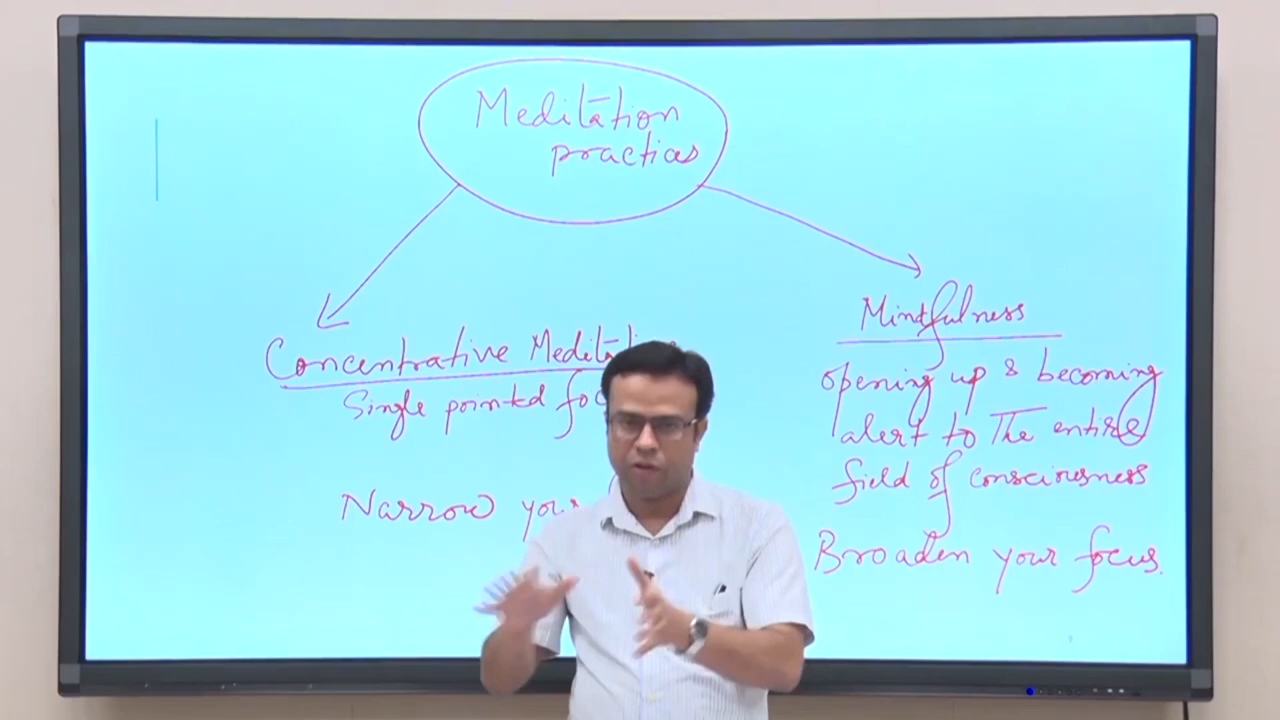 Meditation
practices
Concentrative
Single pointed
Narrow
Mindfulness
opening up & becoming
alert to The entire
field of consciousness
Broaden your focus.